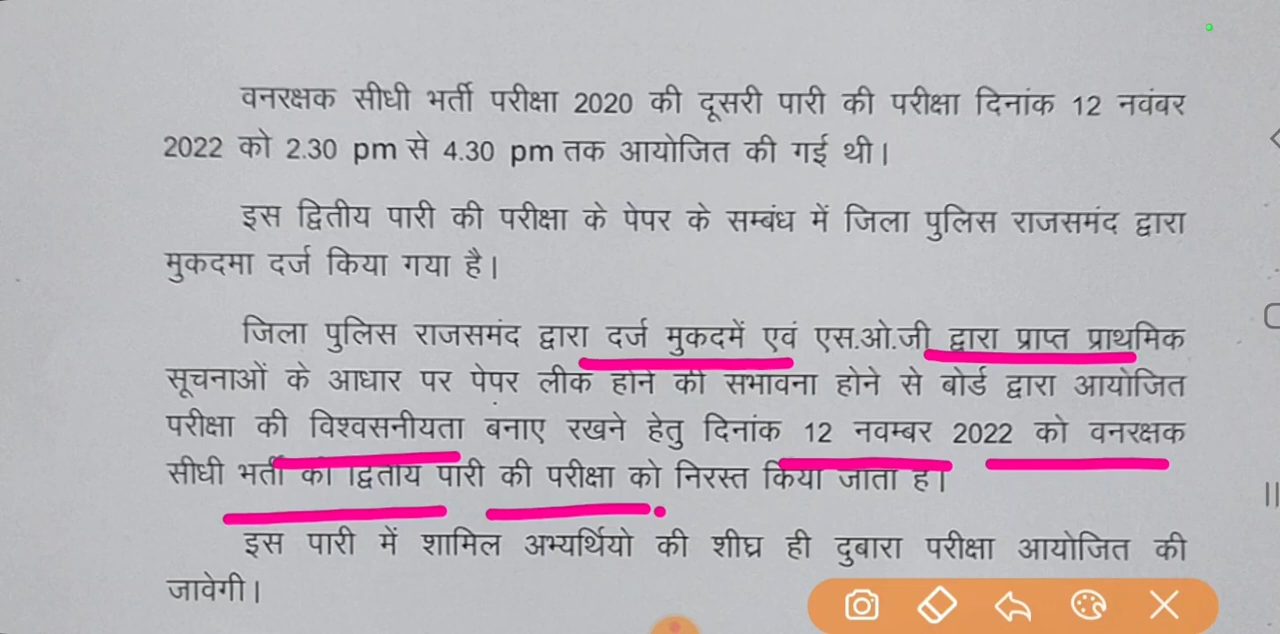 वनरक्षक सीधी भर्ती परीक्षा 2020 की दूसरी पारी की परीक्षा दिनांक 12 नवंबर
2022 को 2.30 pm से 4.30 pm तक आयोजित की गई थी।
इस द्वितीय पारी की परीक्षा के पेपर के सम्बंध में जिला पुलिस राजसमंद द्वारा
मुकदमा दर्ज किया गया है।
जिला पुलिस राजसमंद द्वारा दर्ज मुकदमें एवं एस.ओ.जी द्वारा प्राप्त प्राथमिक
सूचनाओं के आधार पर पेपर लीक होने की संभावना होने से बोर्ड द्वारा आयोजित
परीक्षा की विश्वसनीयता बनाए रखने हेतु दिनांक 12 नवम्बर 2022 को वनरक्षक
सीधी भर्ती की द्वितीय पारी की परीक्षा को निरस्त किया जाता है।
इस पारी में शामिल अभ्यर्थियो की शीघ्र ही दुबारा परीक्षा आयोजित की
जावेगी।